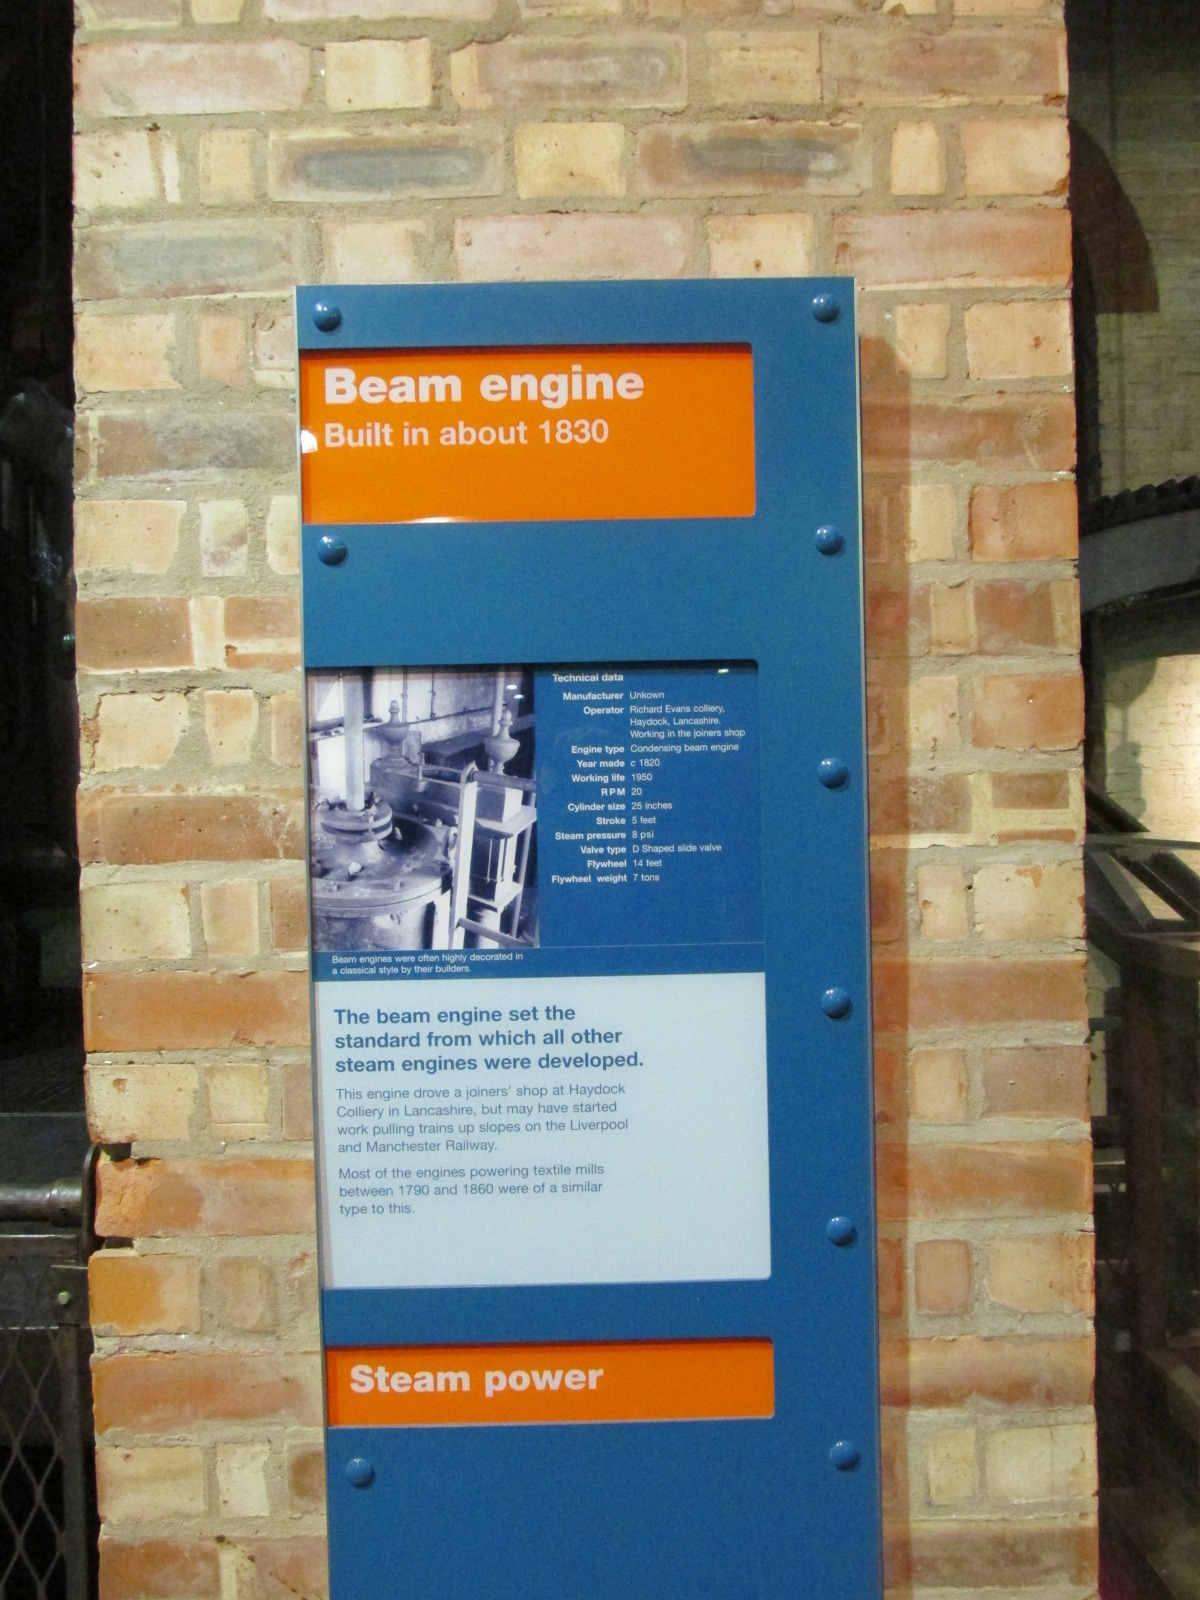 Beam engine
Built in about 1830
Technical data
Manufacturer Unkown
Operator Richard Evans colliery,
Haydock, Lancashire.
Working in the joiners shop
Engine type Condensing beam engine
Year made c 1820
Working life 1950
RPM 20
Cylinder size 25 inches
Stroke 5 feet
Steam pressure 8 psi
Valve type D Shaped slide valve
Flywheel 14 feet
Flywheel weight 7 tons
Beam engines were often highly decorated in
a classical style by their builders.
The beam engine set the
standard from which all other
steam engines were developed.
This engine drove a joiners' shop at Haydock
Colliery in Lancashire, but may have started
work pulling trains up slopes on the Liverpool
and Manchester Railway.
Most of the engines powering textile mills
between 1790 and 1860 were of a similar
type to this.
Steam power